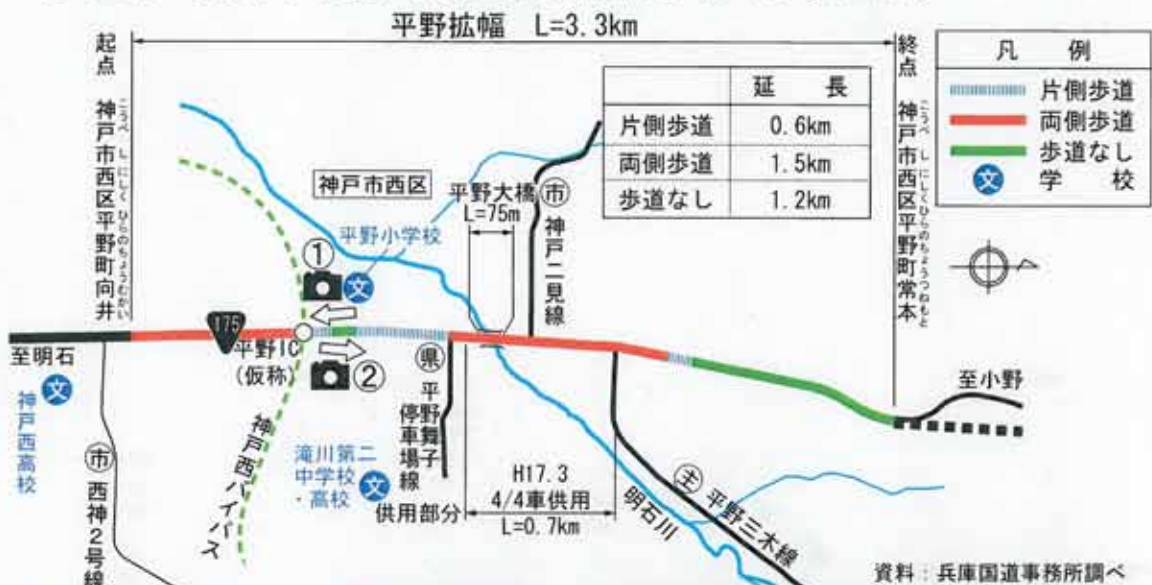 平野拡幅 L=3.3km
起点
神戸市西区平野町向井
こうべしにしくひらのちょうむかい
終点
神戸市西区平野町常本
こうべしにしくひらのちょうつねもと
凡 例
片側歩道
両側歩道
歩道なし
文 学 校
延 長
片側歩道 0.6km
両側歩道 1.5km
歩道なし 1.2km
神戸市西区
平野大橋
L=75m
市 神戸二見線
平野小学校
①
文
175
平野IC
(仮称)
②
至明石
文
神戸西高校
市 西神2号線
神戸西バイパス
滝川第二
中学校
・高校
文
県 平野舞子
停車場線
H17.3
4/4車供用
供用部分
L=0.7km
明石川
主 平野三木線
至小野
資料：兵庫国道事務所調べ